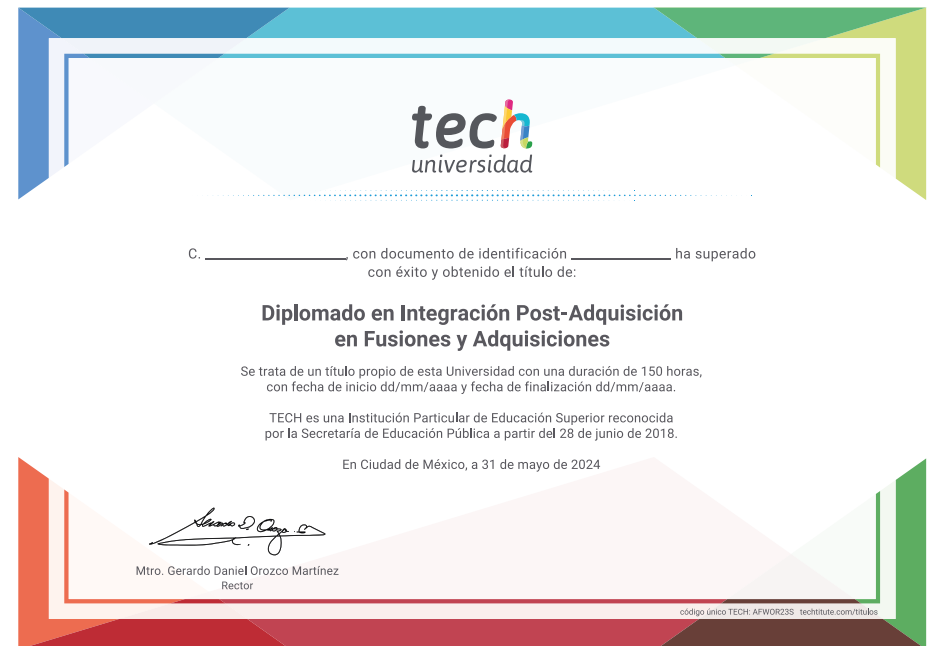 tech
universidad
C. ____________________, con documento de identificación ______________ ha superado
con éxito y obtenido el título de:
Diplomado en Integración Post-Adquisición
en Fusiones y Adquisiciones
Se trata de un título propio de esta Universidad con una duración de 150 horas,
con fecha de inicio dd/mm/aaaa y fecha de finalización dd/mm/aaaa.
TECH es una Institución Particular de Educación Superior reconocida
por la Secretaría de Educación Pública a partir del 28 de junio de 2018.
En Ciudad de México, a 31 de mayo de 2024
Mtro. Gerardo Daniel Orozco Martínez
Rector
código único TECH: AFWOR23S techtitute.com/titulos